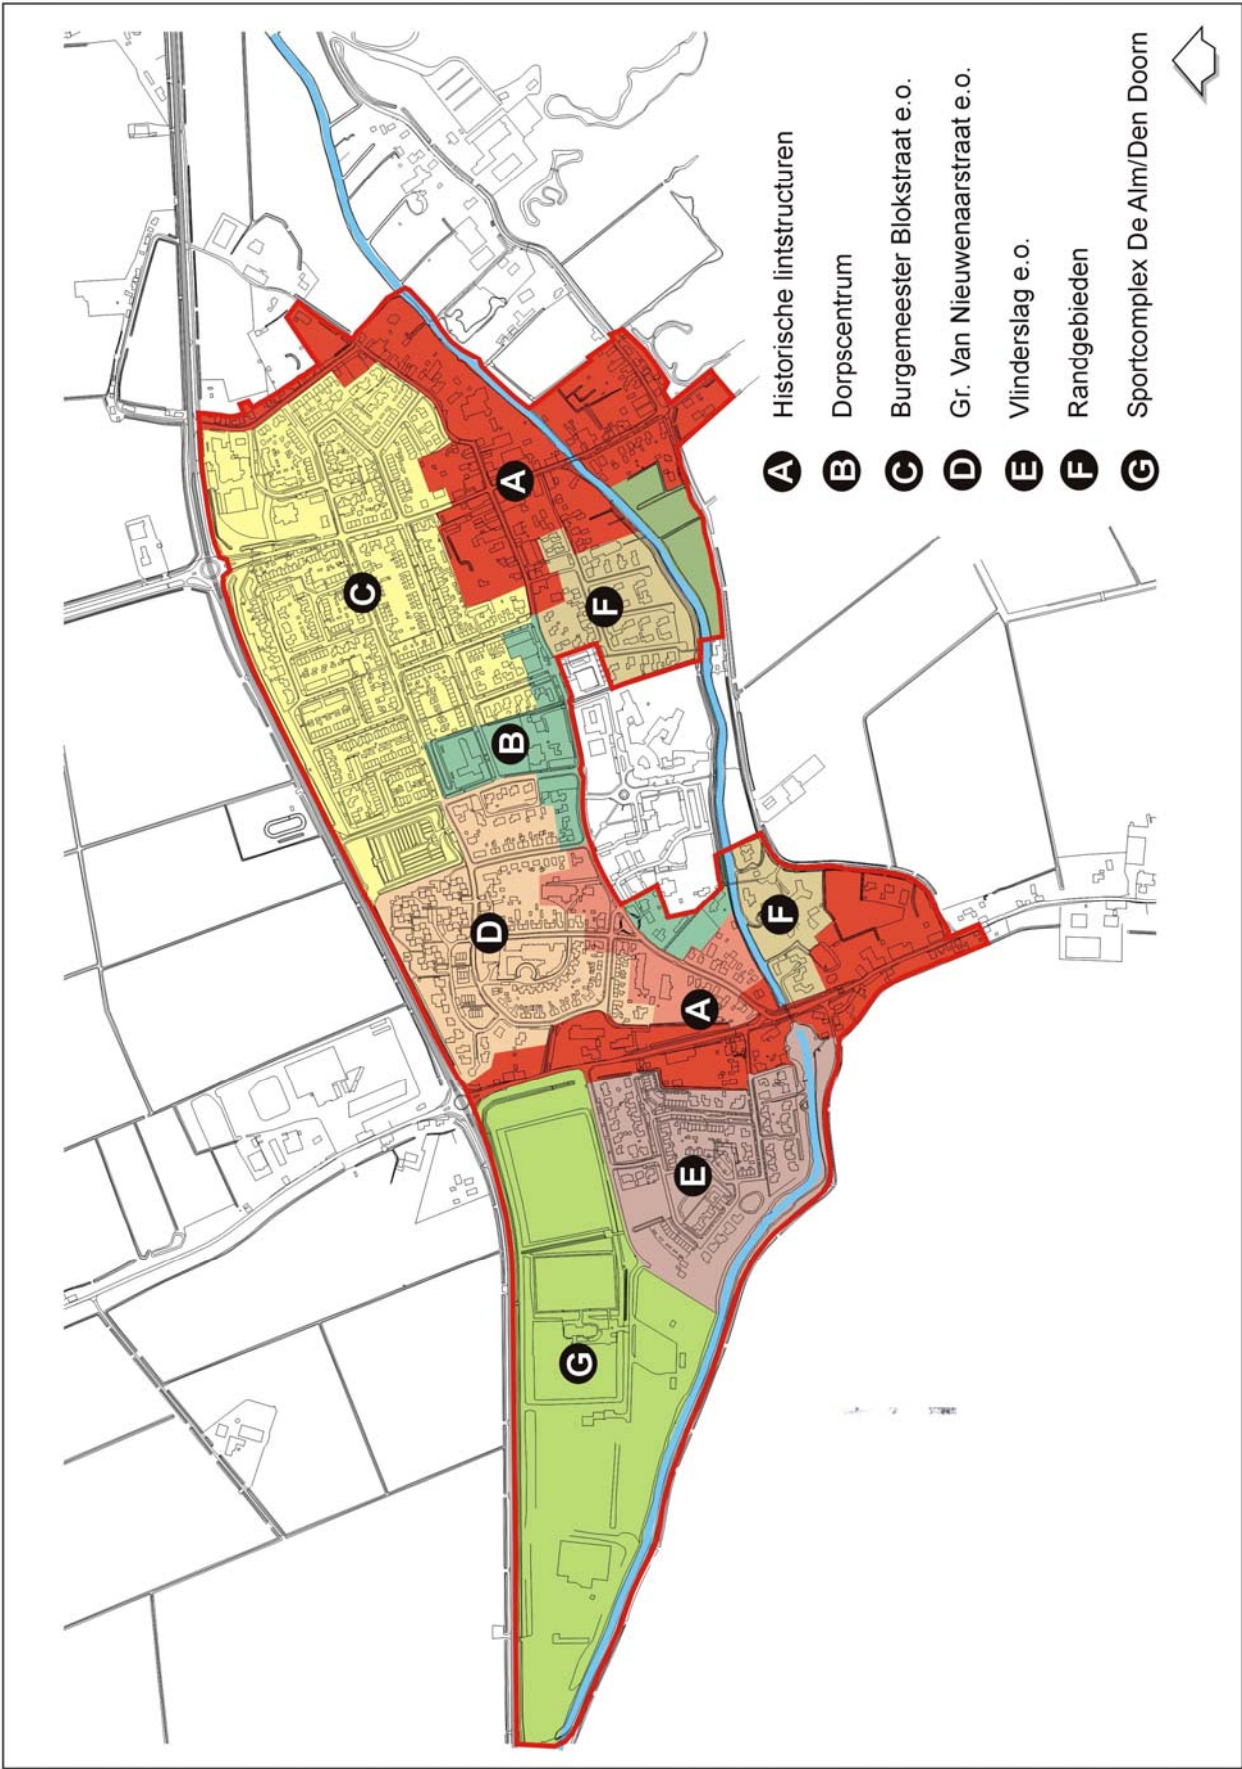 C
A
F
B
D
A
F
E
G
A Historische lintstructuren
B Dorpscentrum
C Burgemeester Blokstraat e.o.
D Gr. Van Nieuwenaarstraat e.o.
E Vlinderslag e.o.
F Randgebieden
G Sportcomplex De Alm/Den Doorn